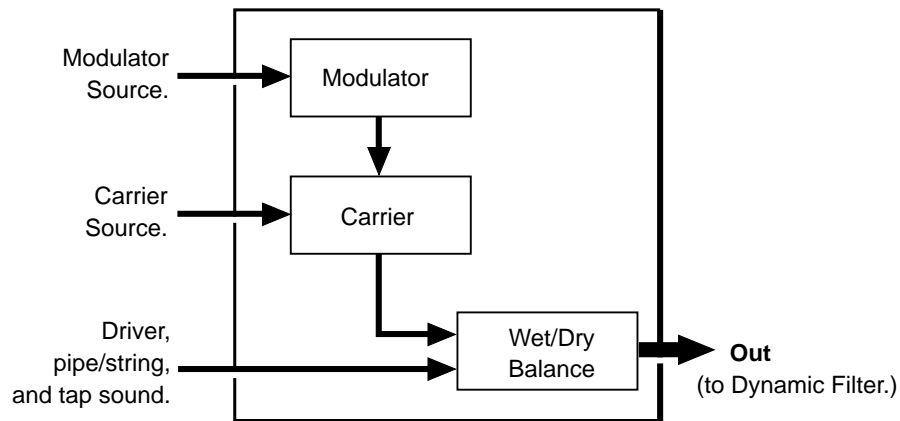 Modulator
Source.
Modulator
Carrier
Source.
Carrier
Driver,
pipe/string,
and tap sound.
Wet/Dry
Balance
Out
(to Dynamic Filter.)